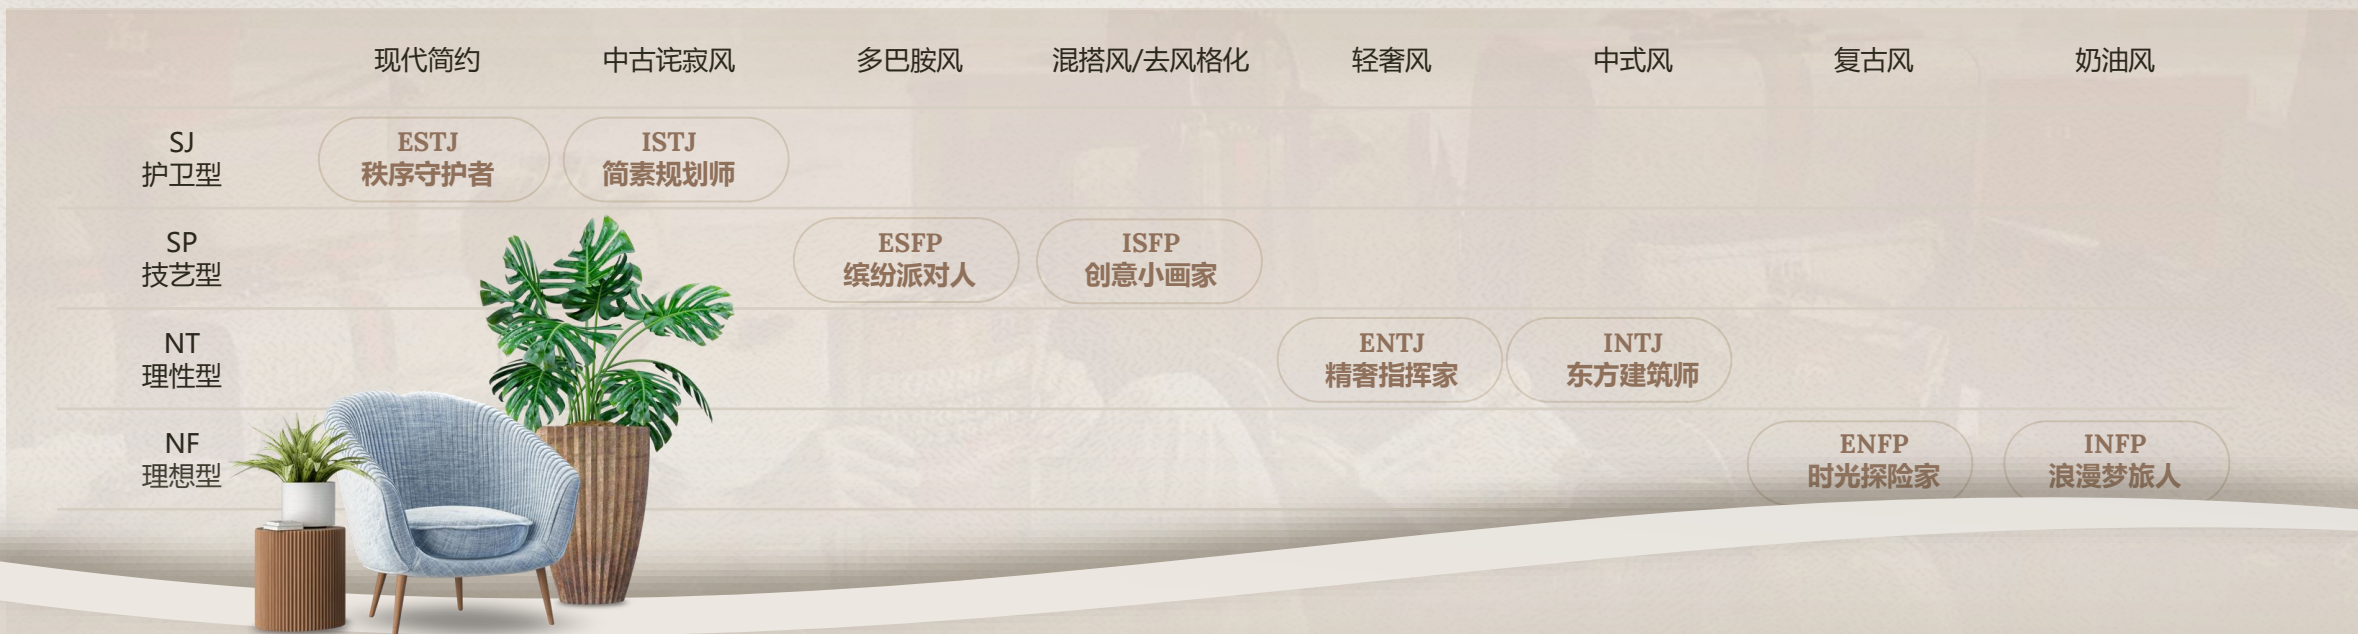 现代简约 中古诧寂风 多巴胺风 混搭风/去风格化 轻奢风 中式风 复古风 奶油风
SJ
护卫型
ESTJ
秩序守护者
ISTJ
简素规划师
SP
技艺型
ESFP
缤纷派对人
ISFP
创意小画家
NT
理性型
ENTJ
精奢指挥家
INTJ
东方建筑师
NF
理想型
ENFP
时光探险家
INFP
浪漫梦旅人